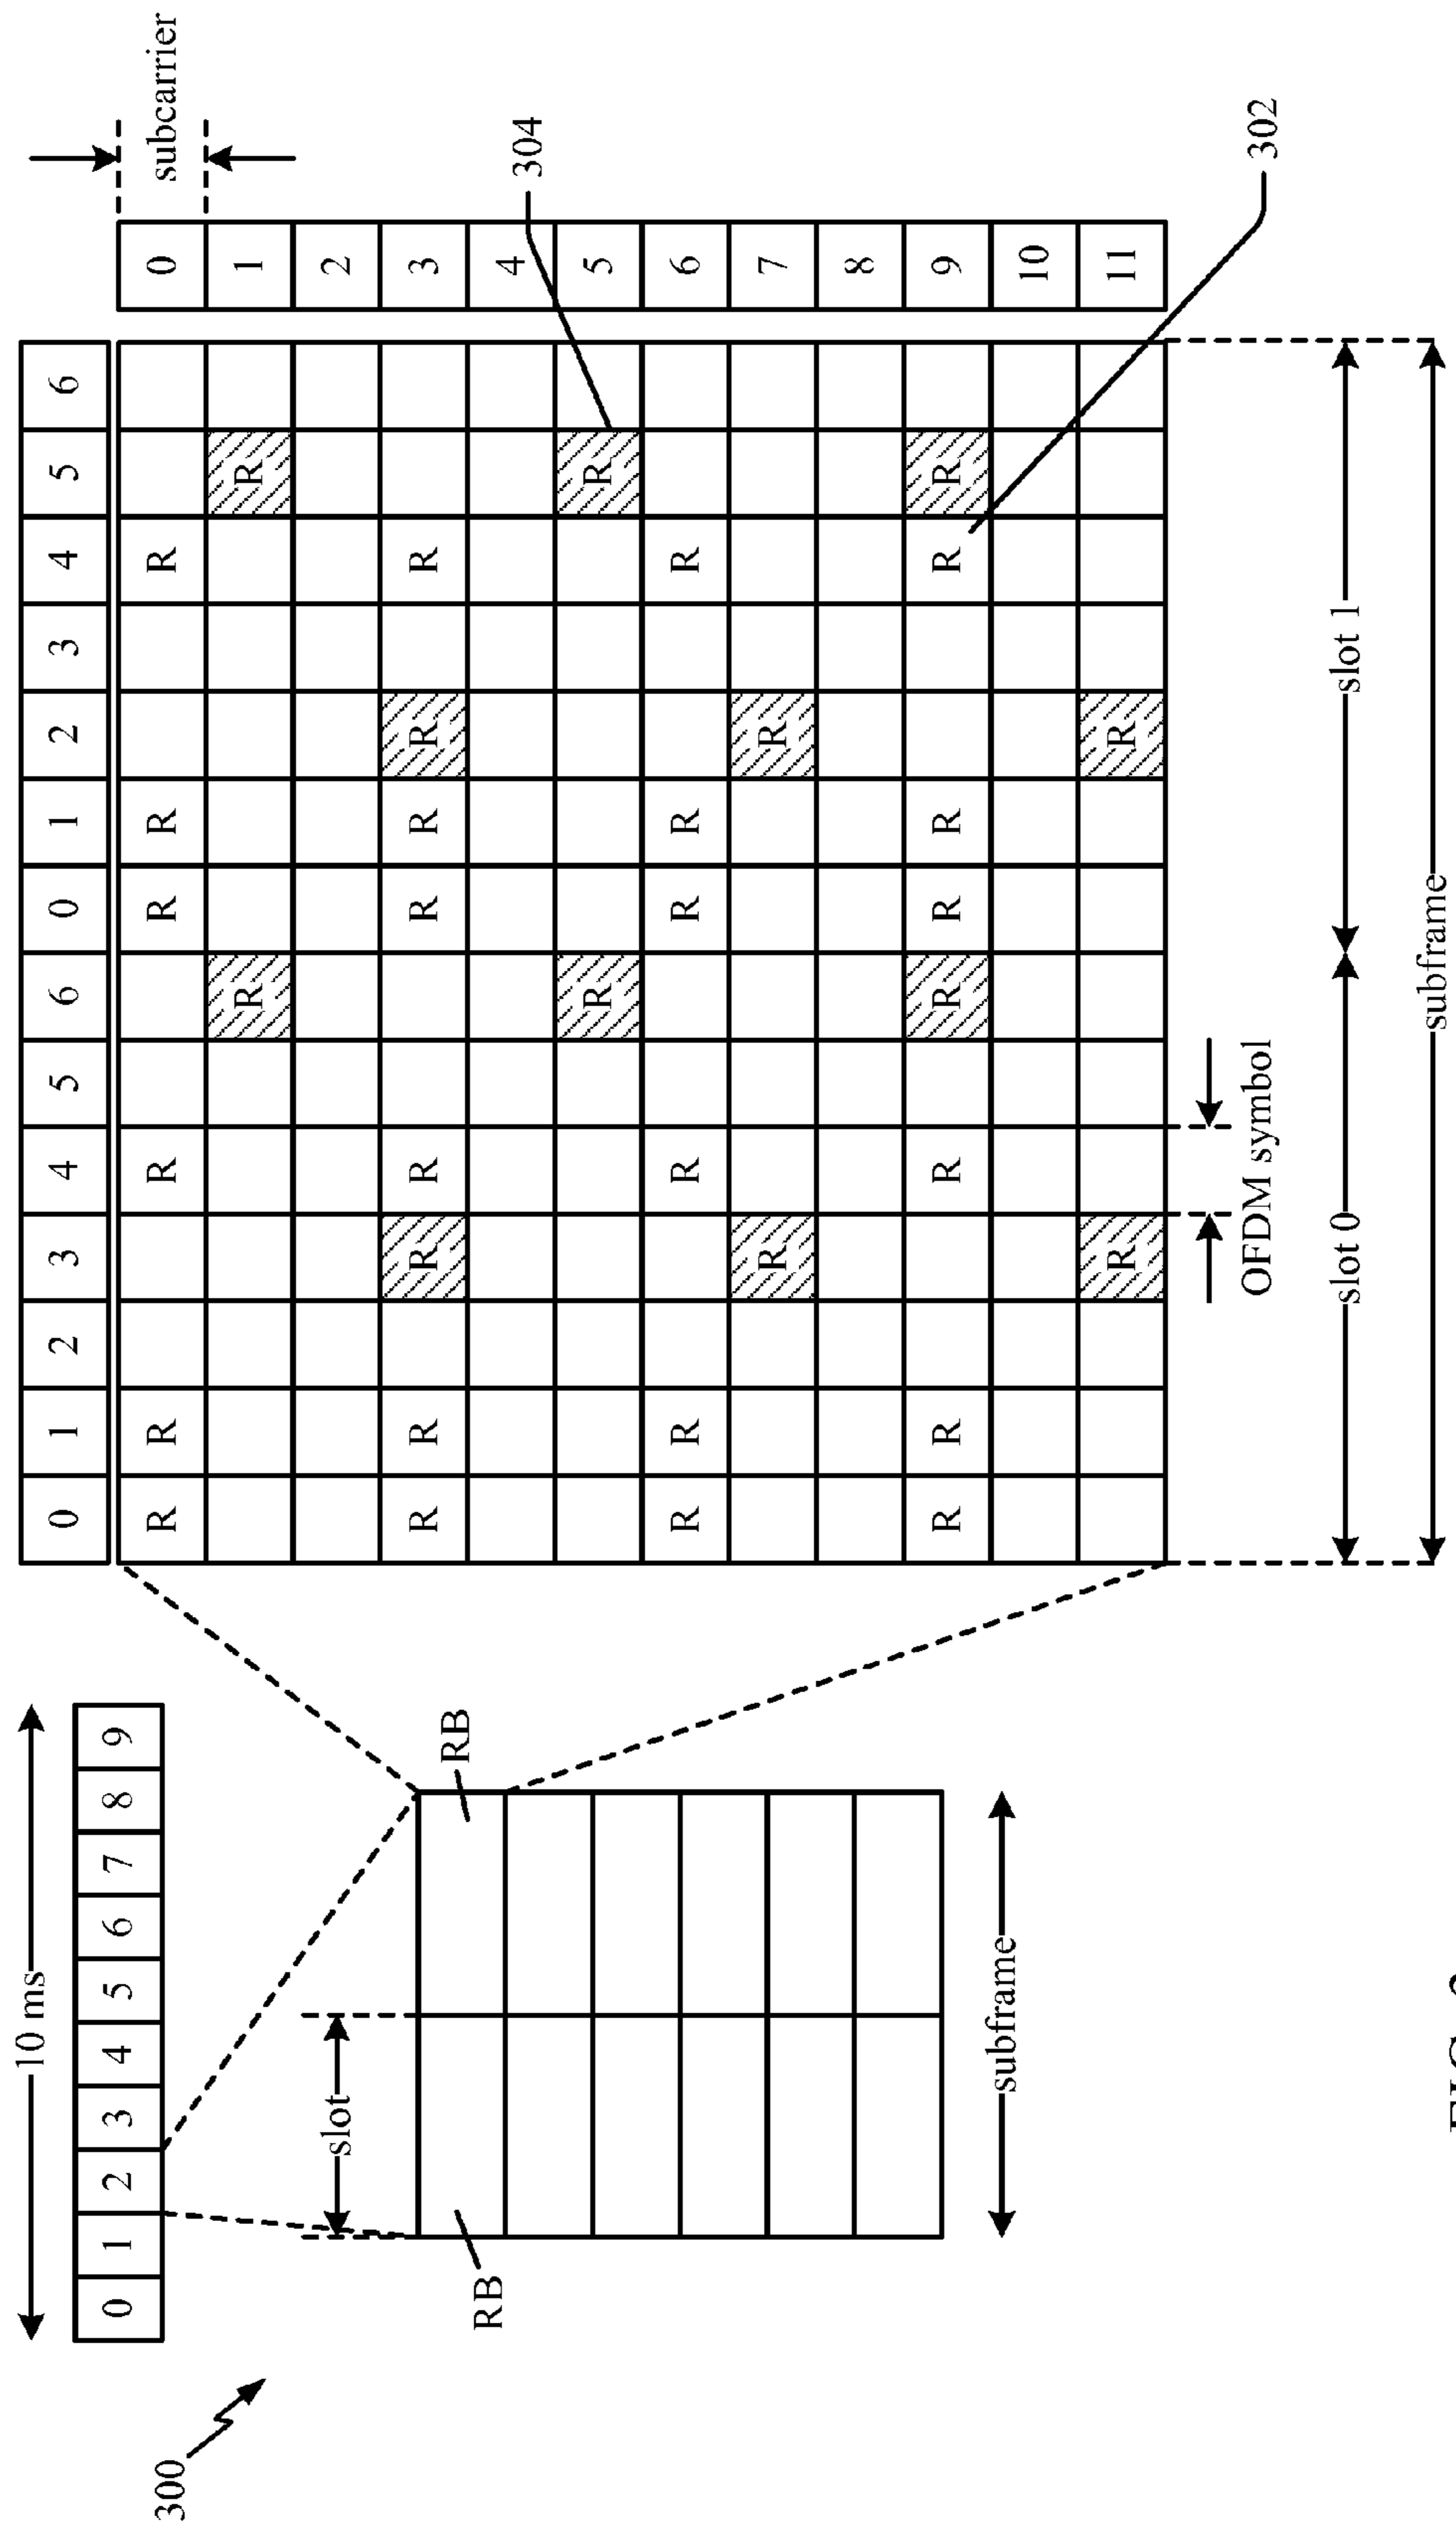 10 ms
0 1 2 3 4 5 6 7 8 9
300
slot
RB
RB
subframe
0 1 2 3 4 5 6 0 1 2 3 4 5 6
R R R R R R 0
R R 1
2
R R R R R R R R 3
4
R R 5
R R R R R R 6
R R 7
8
R R R R R R R R 9
10
R R 11
subcarrier
304
302
OFDM symbol
slot 0
slot 1
subframe
FIG.